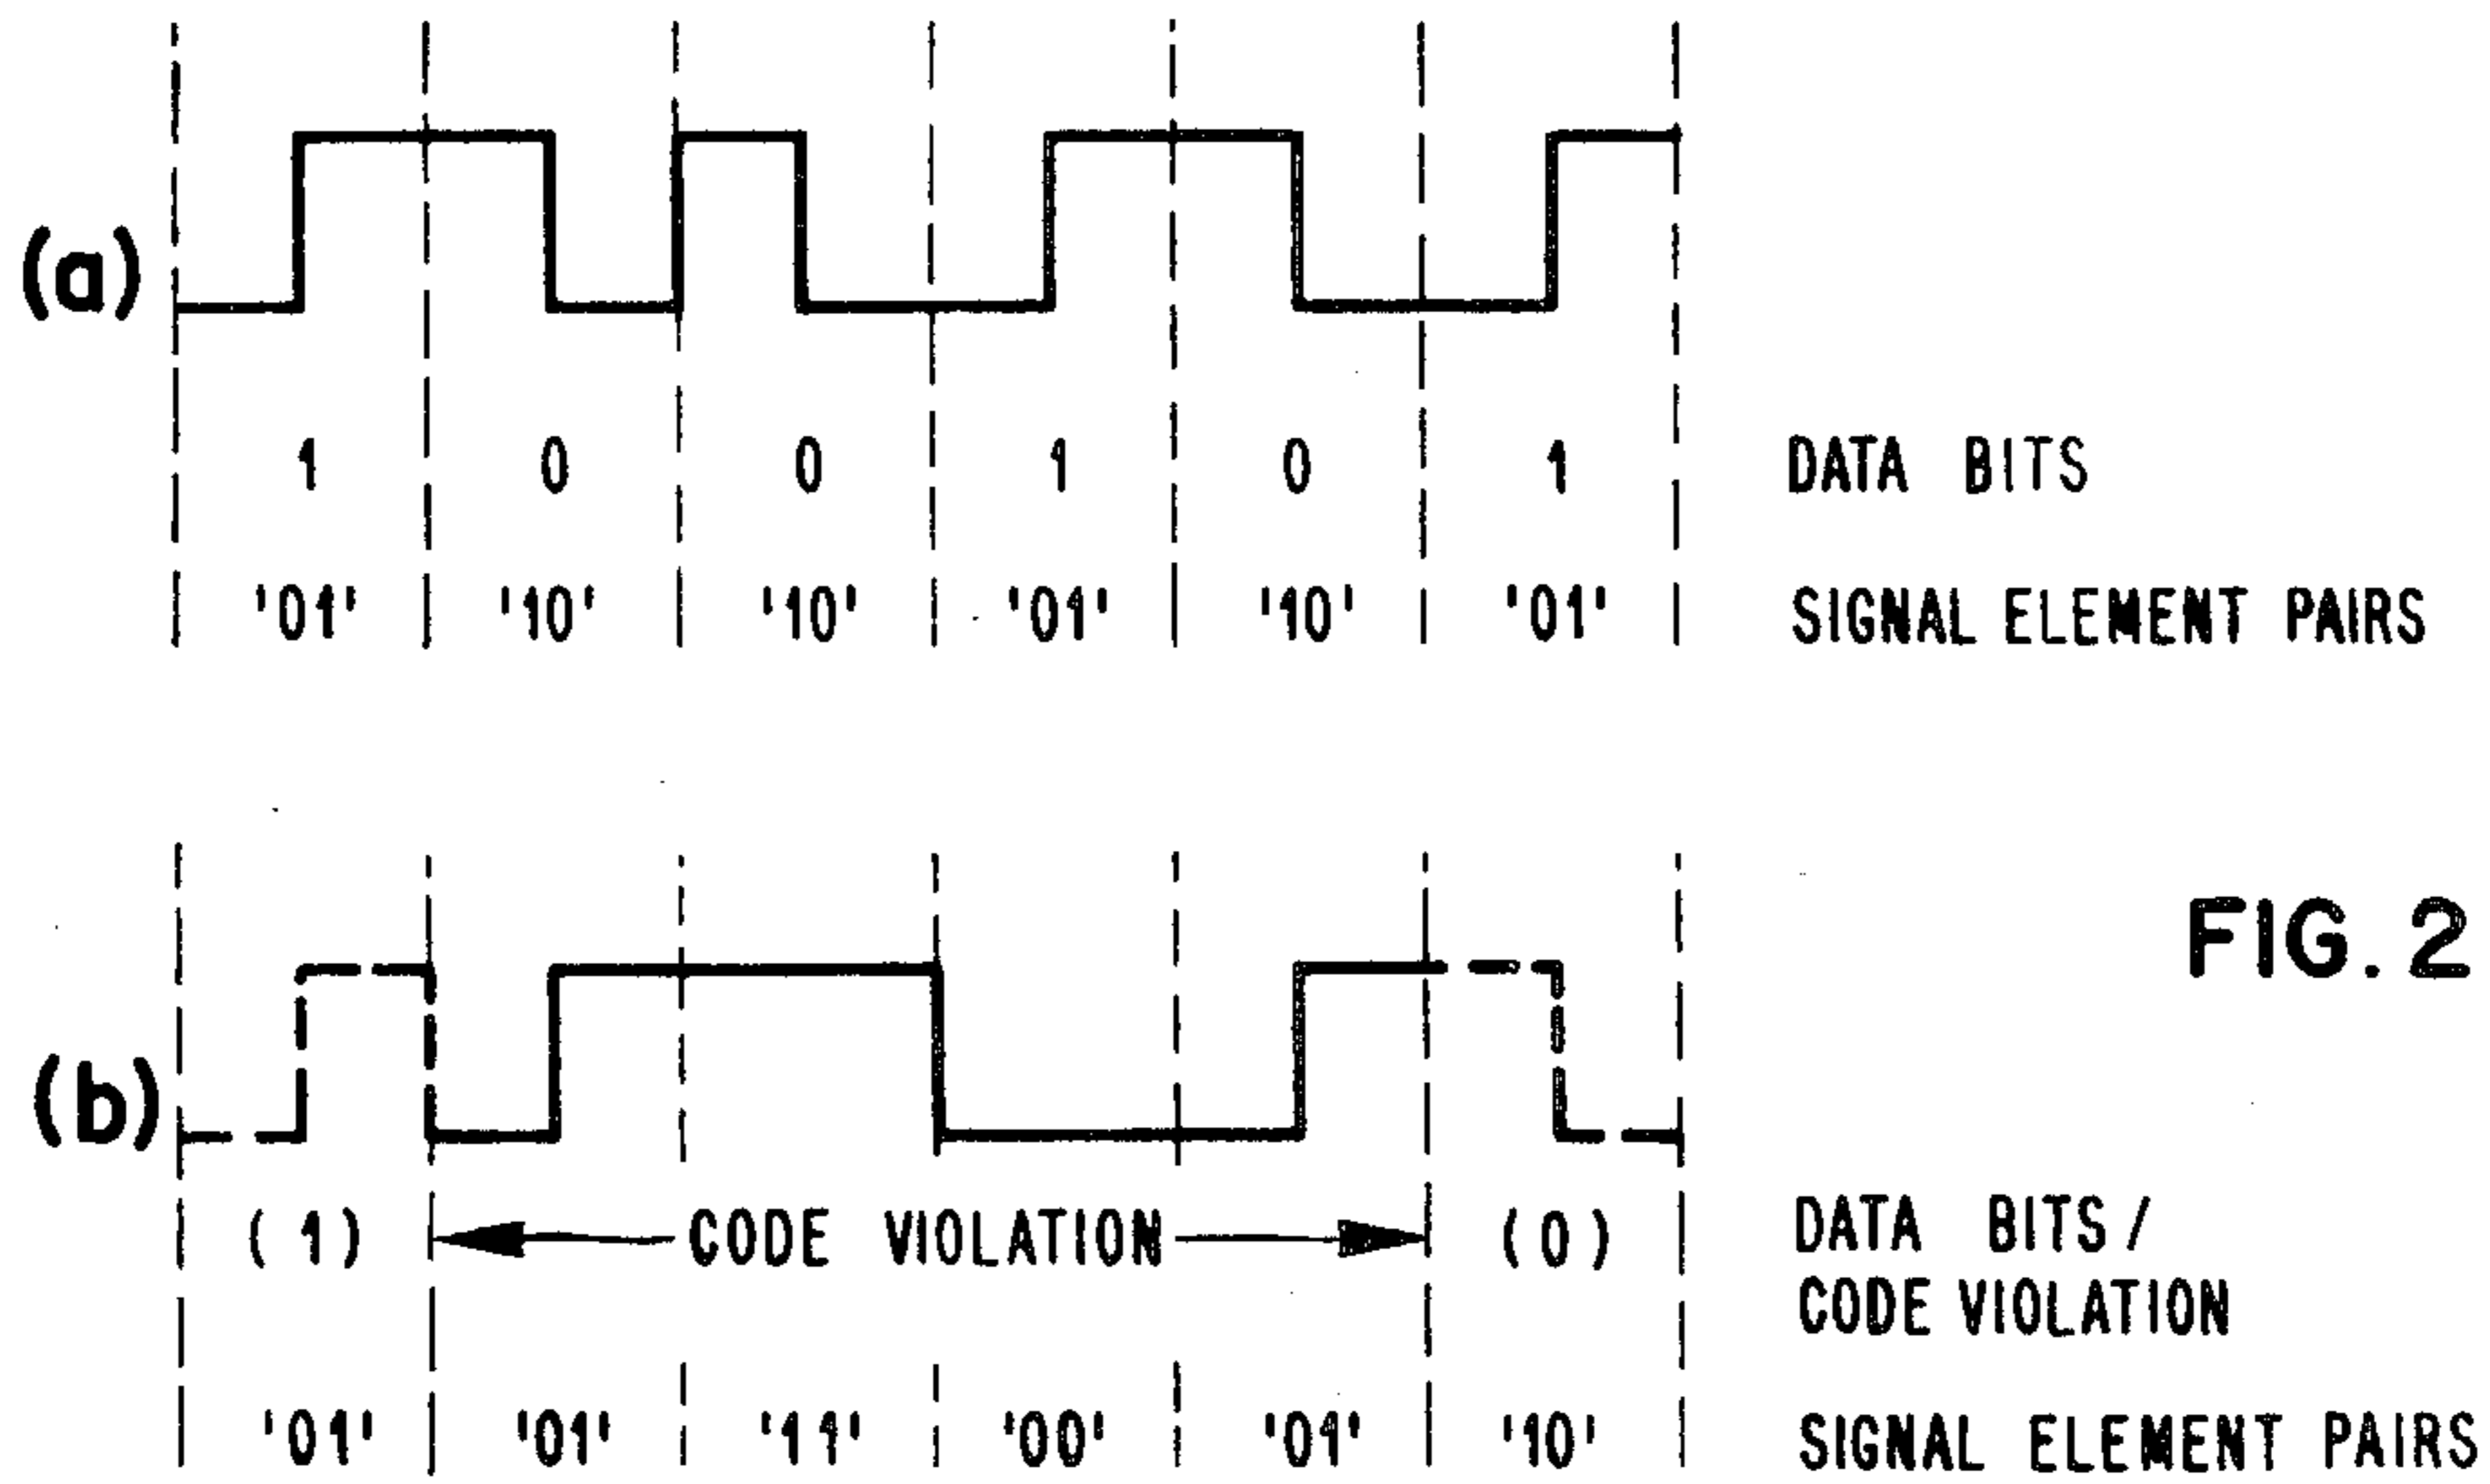 (a)
1 0 0 1 0 1 DATA BITS
'01' '10' '10' '01' '10' '01' SIGNAL ELEMENT PAIRS
FIG. 2
(b)
(1) CODE VIOLATION (0) DATA BITS/
CODE VIOLATION
'01' '01' '11' '00' '01' '10' SIGNAL ELEMENT PAIRS